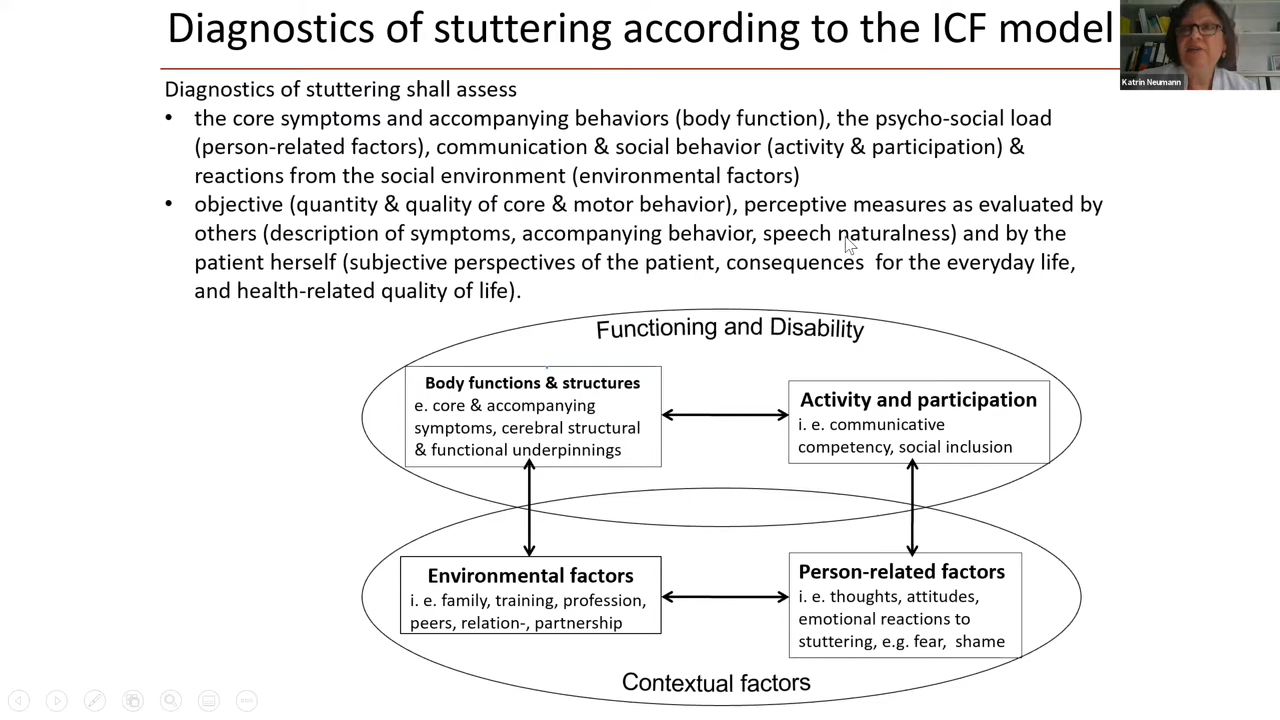 Diagnostics of stuttering according to the ICF model
Katrin Neumann
Diagnostics of stuttering shall assess
• the core symptoms and accompanying behaviors (body function), the psycho-social load
(person-related factors), communication & social behavior (activity & participation) &
reactions from the social environment (environmental factors)
• objective (quantity & quality of core & motor behavior), perceptive measures as evaluated by
others (description of symptoms, accompanying behavior, speech naturalness) and by the
patient herself (subjective perspectives of the patient, consequences for the everyday life,
and health-related quality of life).
Functioning and Disability
Body functions & structures
e. core & accompanying
symptoms, cerebral structural
& functional underpinnings
Activity and participation
i. e. communicative
competency, social inclusion
Environmental factors
i. e. family, training, profession,
peers, relation-, partnership
Person-related factors
i. e. thoughts, attitudes,
emotional reactions to
stuttering, e.g. fear, shame
Contextual factors